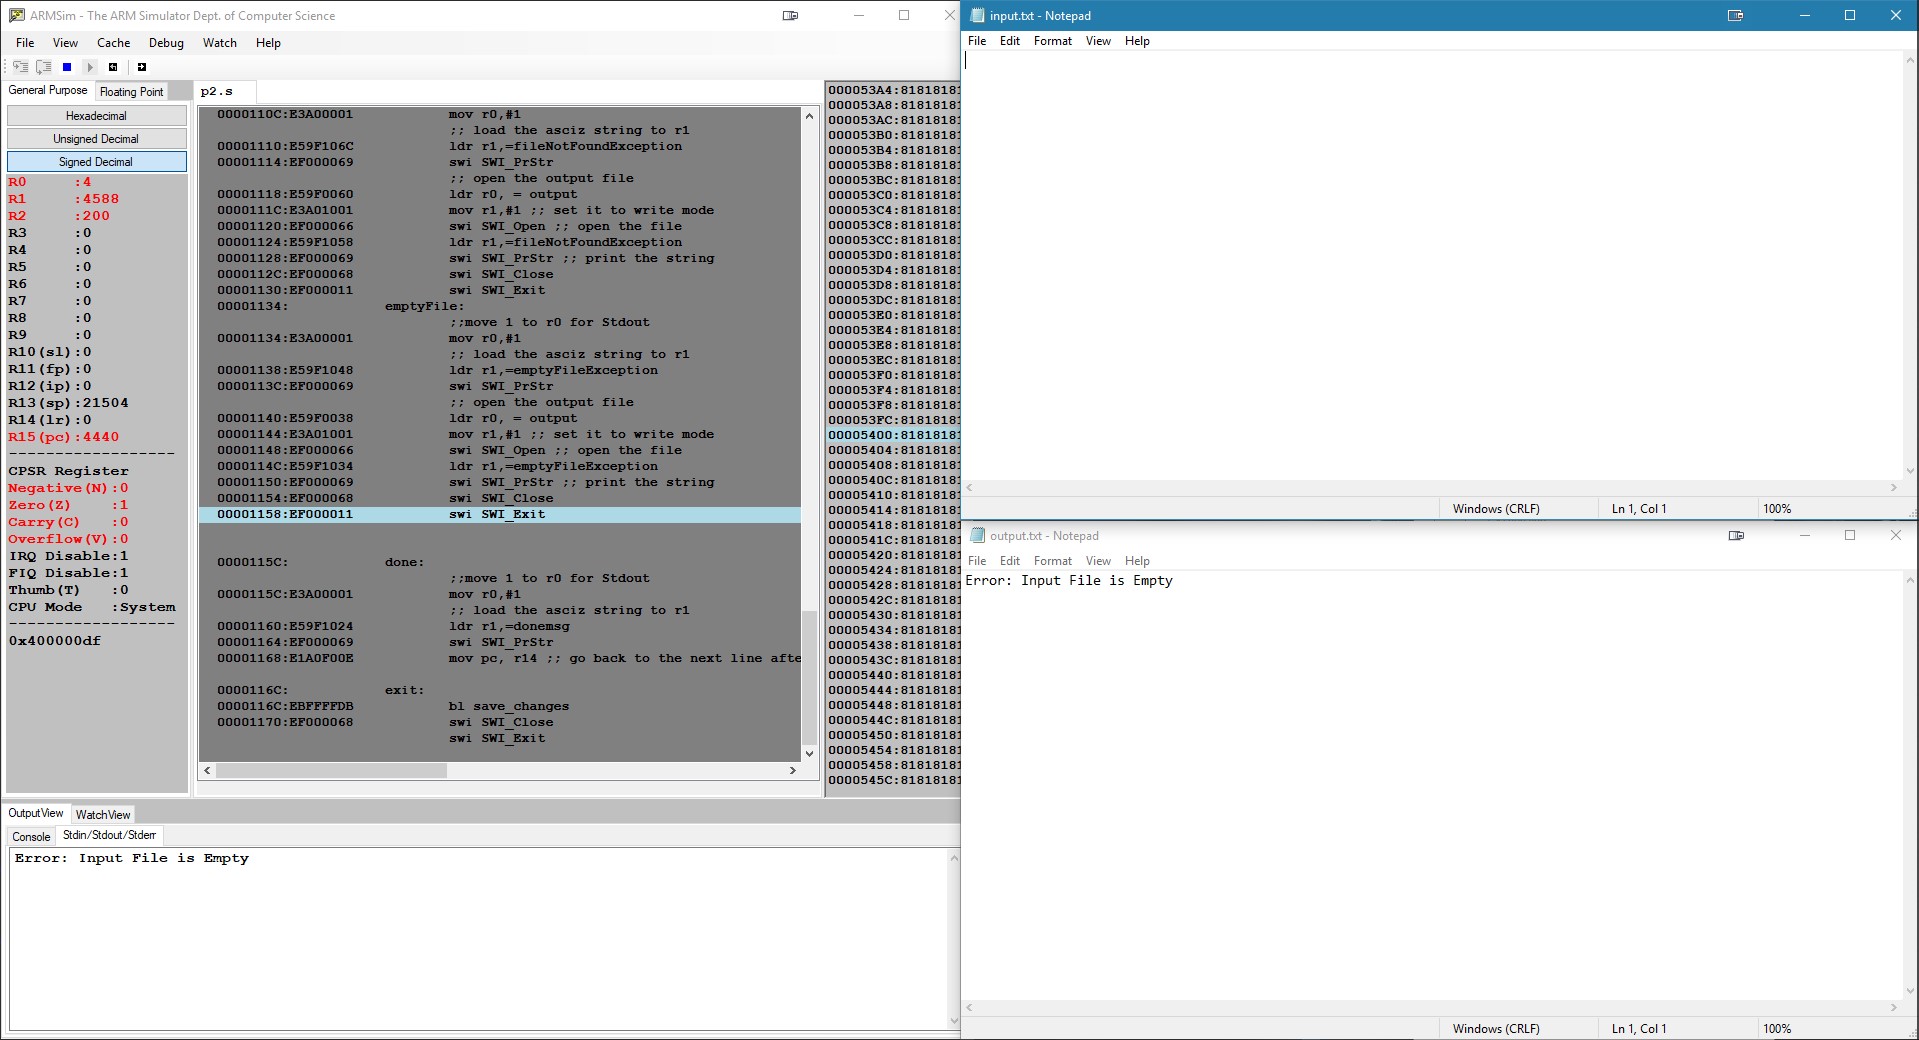 ARMSim - The ARM Simulator Dept. of Computer Science
File View Cache Debug Watch Help
General Purpose Floating Point
Hexadecimal
Unsigned Decimal
Signed Decimal
R0 :4
R1 :4588
R2 :200
R3 :0
R4 :0
R5 :0
R6 :0
R7 :0
R8 :0
R9 :0
R10(sl):0
R11(fp):0
R12(ip):0
R13(sp):21504
R14(lr):0
R15(pc):4440
------------------
CPSR Register
Negative(N):0
Zero(Z) :1
Carry(C) :0
Overflow(V):0
IRQ Disable:1
FIQ Disable:1
Thumb(T) :0
CPU Mode :System
------------------
0x400000df
p2.s
0000110C:E3A00001 mov r0,#1
;; load the asciz string to r1
00001110:E59F106C ldr r1,=fileNotFoundException
00001114:EF000069 swi SWI_PrStr
;; open the output file
00001118:E59F0060 ldr r0, = output
0000111C:E3A01001 mov r1,#1 ;; set it to write mode
00001120:EF000066 swi SWI_Open ;; open the file
00001124:E59F1058 ldr r1,=fileNotFoundException
00001128:EF000069 swi SWI_PrStr ;; print the string
0000112C:EF000068 swi SWI_Close
00001130:EF000011 swi SWI_Exit
00001134: emptyFile:
;;move 1 to r0 for Stdout
00001134:E3A00001 mov r0,#1
;; load the asciz string to r1
00001138:E59F1048 ldr r1,=emptyFileException
0000113C:EF000069 swi SWI_PrStr
;; open the output file
00001140:E59F0038 ldr r0, = output
00001144:E3A01001 mov r1,#1 ;; set it to write mode
00001148:EF000066 swi SWI_Open ;; open the file
0000114C:E59F1034 ldr r1,=emptyFileException
00001150:EF000069 swi SWI_PrStr ;; print the string
00001154:EF000068 swi SWI_Close
00001158:EF000011 swi SWI_Exit
0000115C: done:
;;move 1 to r0 for Stdout
0000115C:E3A00001 mov r0,#1
;; load the asciz string to r1
00001160:E59F1024 ldr r1,=donemsg
00001164:EF000069 swi SWI_PrStr
00001168:E1A0F00E mov pc, r14 ;; go back to the next line afte
0000116C: exit:
0000116C:EBFFFFDB bl save_changes
00001170:EF000068 swi SWI_Close
swi SWI_Exit
000053A4:81818181
000053A8:81818181
000053AC:81818181
000053B0:81818181
000053B4:81818181
000053B8:81818181
000053BC:81818181
000053C0:81818181
000053C4:81818181
000053C8:81818181
000053CC:81818181
000053D0:81818181
000053D4:81818181
000053D8:81818181
000053DC:81818181
000053E0:81818181
000053E4:81818181
000053E8:81818181
000053EC:81818181
000053F0:81818181
000053F4:81818181
000053F8:81818181
000053FC:81818181
00005400:81818181
00005404:81818181
00005408:81818181
0000540C:81818181
00005410:81818181
00005414:81818181
00005418:81818181
0000541C:81818181
00005420:81818181
00005424:81818181
00005428:81818181
0000542C:81818181
00005430:81818181
00005434:81818181
00005438:81818181
0000543C:81818181
00005440:81818181
00005444:81818181
00005448:81818181
0000544C:81818181
00005450:81818181
00005454:81818181
00005458:81818181
0000545C:81818181
OutputView WatchView
Console Stdin/Stdout/Stderr
Error: Input File is Empty
input.txt - Notepad
File Edit Format View Help
Windows (CRLF) Ln 1, Col 1 100%
output.txt - Notepad
File Edit Format View Help
Error: Input File is Empty
Windows (CRLF) Ln 1, Col 1 100%